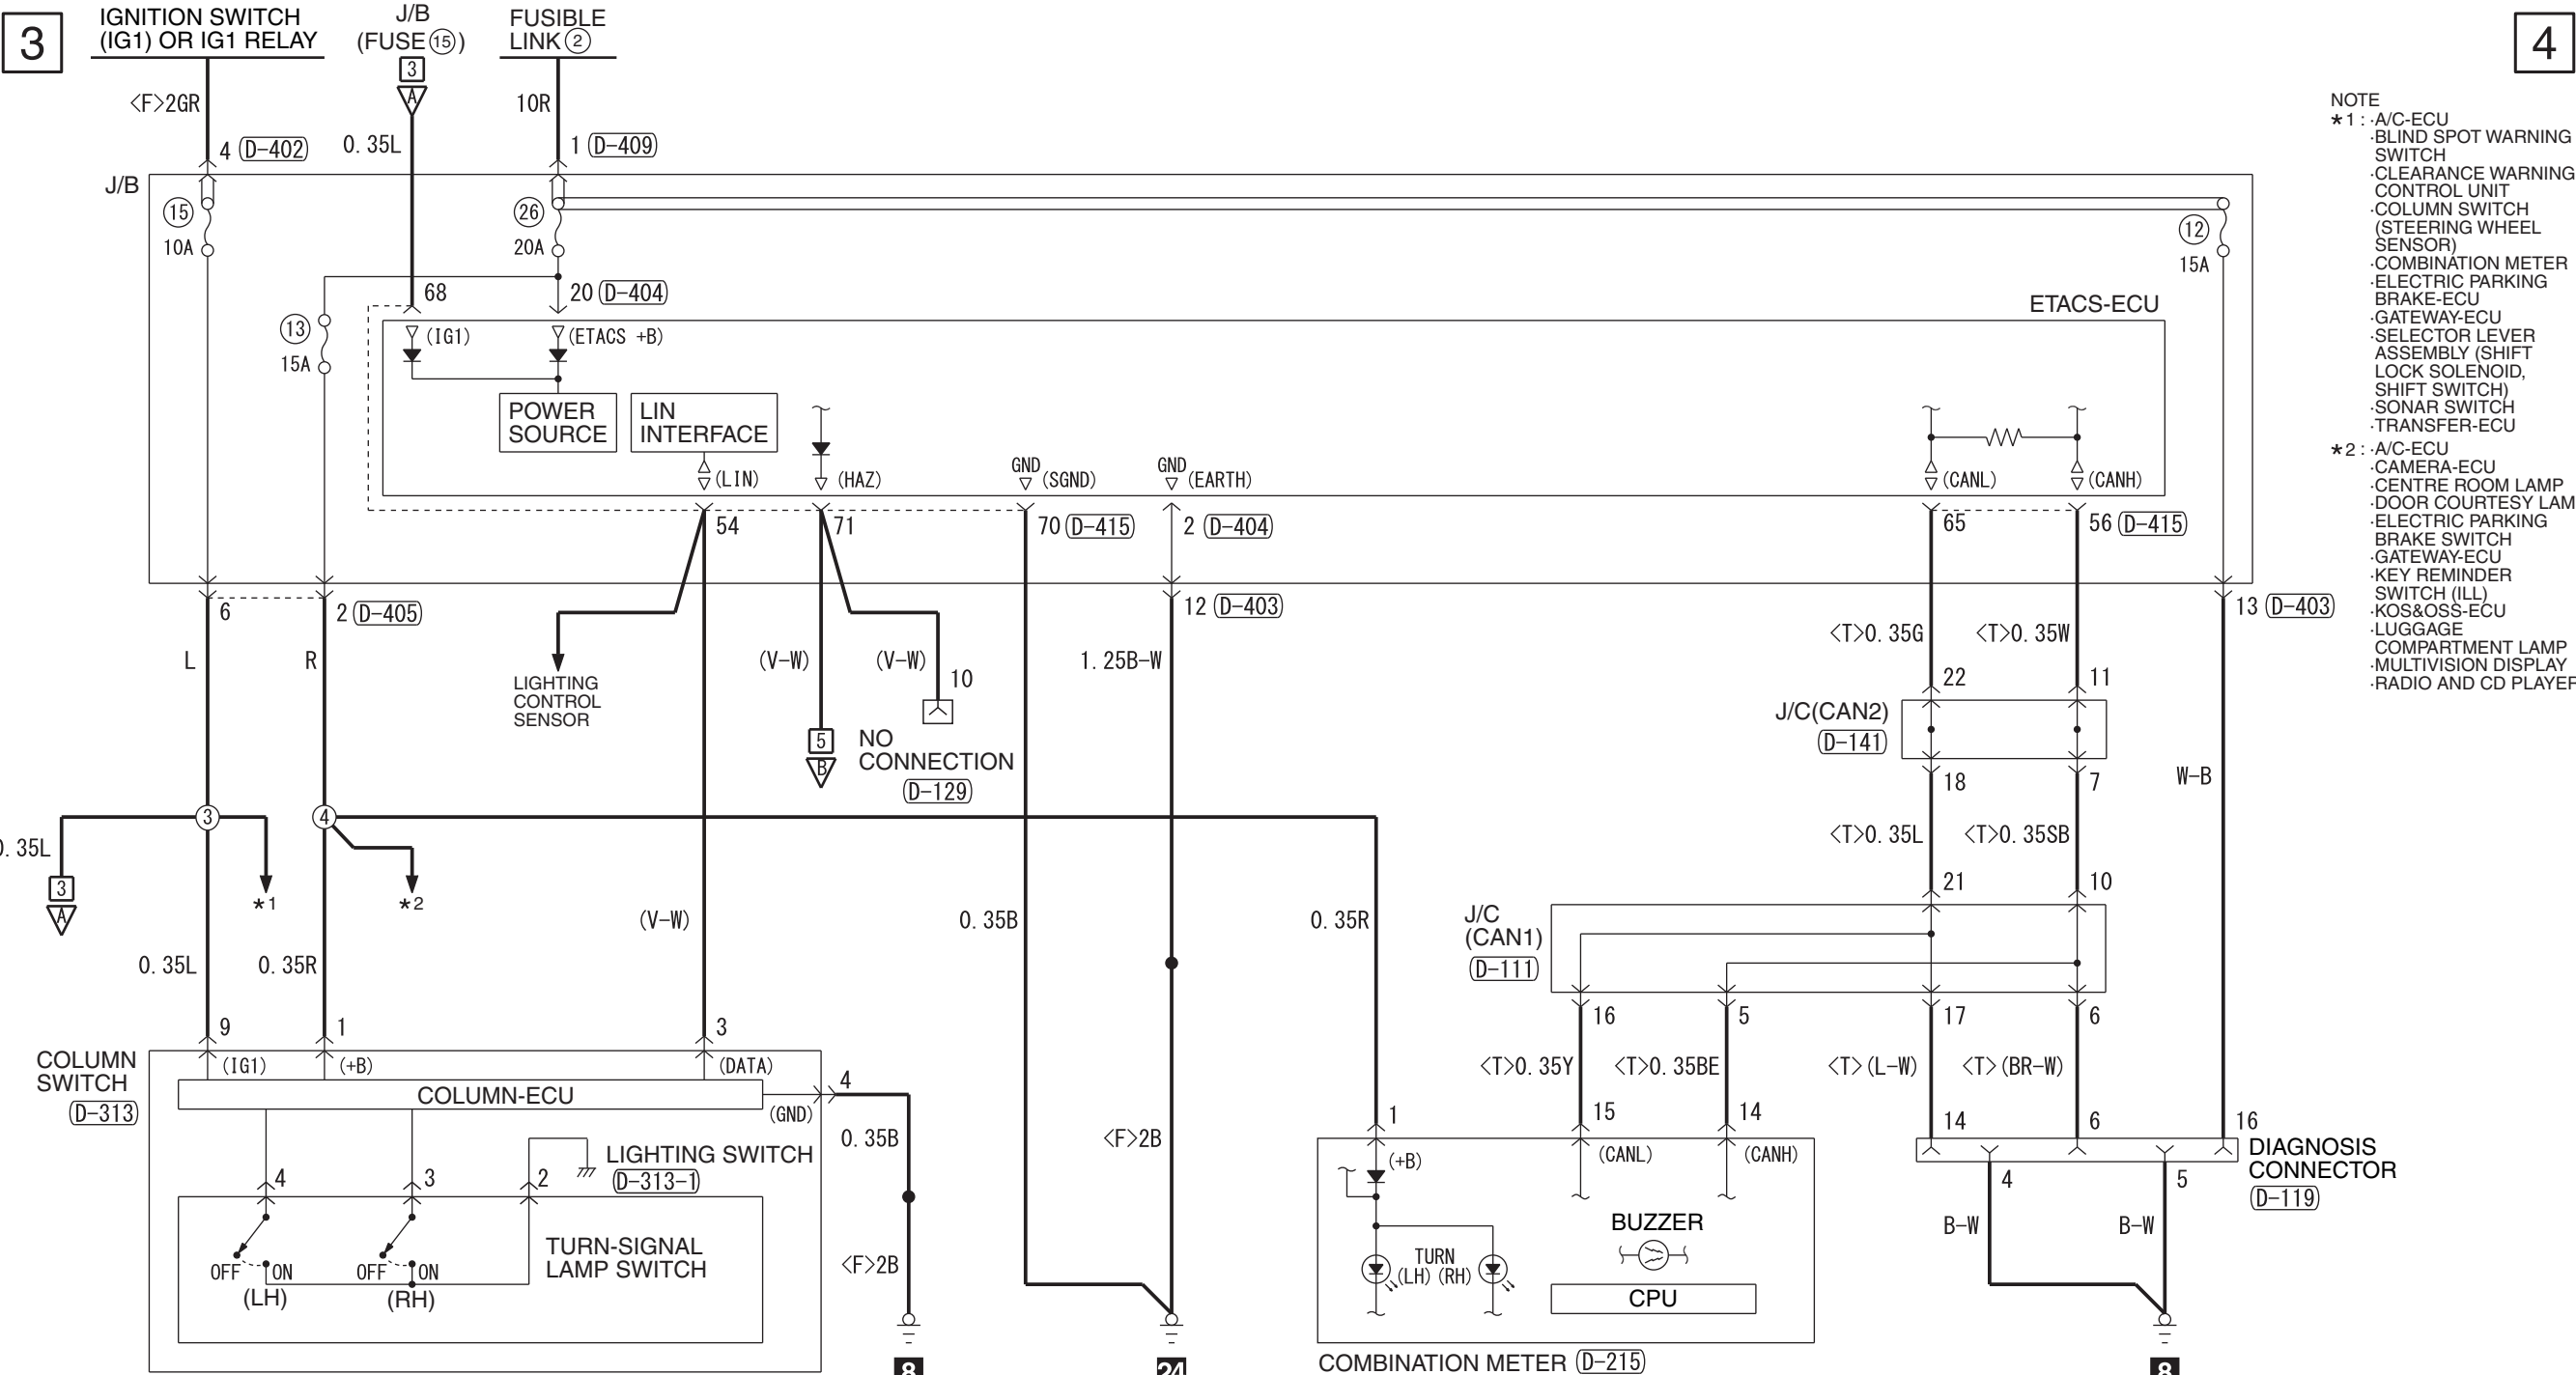 3
IGNITION SWITCH
(IG1) OR IG1 RELAY
J/B
(FUSE 15)
3
A
FUSIBLE
LINK 2
4
<F>2GR
0.35L
10R
4 D-402
1 D-409
J/B
15
10A
26
20A
12
15A
13
15A
68
20 D-404
ETACS-ECU
(IG1)
(ETACS +B)
POWER
SOURCE
LIN
INTERFACE
(LIN)
(HAZ)
GND
(SGND)
GND
(EARTH)
(CANL)
(CANH)
54
71
70 D-415
2 D-404
65
56 D-415
6
2 D-405
12 D-403
13 D-403
L
R
LIGHTING
CONTROL
SENSOR
(V-W)
(V-W)
10
5
B
NO
CONNECTION
D-129
1.25B-W
<T>0.35G
<T>0.35W
22
11
J/C(CAN2)
D-141
18
7
W-B
3
4
<T>0.35L
<T>0.35SB
.35L
3
A
*1
*2
21
10
(V-W)
0.35B
0.35R
J/C
(CAN1)
D-111
0.35L
0.35R
16
5
17
6
9
1
3
COLUMN
SWITCH
D-313
(IG1)
(+B)
(DATA)
COLUMN-ECU
4
(GND)
<T>0.35Y
<T>0.35BE
<T>(L-W)
<T>(BR-W)
0.35B
<F>2B
1
15
14
14
6
16
LIGHTING SWITCH
D-313-1
4
3
2
(+B)
(CANL)
(CANH)
DIAGNOSIS
CONNECTOR
D-119
4
5
TURN-SIGNAL
LAMP SWITCH
OFF
ON
(LH)
OFF
ON
(RH)
<F>2B
TURN
(LH) (RH)
BUZZER
CPU
B-W
B-W
COMBINATION METER D-215
8
24
8
NOTE
*1 : ·A/C-ECU
·BLIND SPOT WARNING
SWITCH
·CLEARANCE WARNING
CONTROL UNIT
·COLUMN SWITCH
(STEERING WHEEL
SENSOR)
·COMBINATION METER
·ELECTRIC PARKING
BRAKE-ECU
·GATEWAY-ECU
·SELECTOR LEVER
ASSEMBLY (SHIFT
LOCK SOLENOID,
SHIFT SWITCH)
·SONAR SWITCH
·TRANSFER-ECU
*2 : ·A/C-ECU
·CAMERA-ECU
·CENTRE ROOM LAMP
·DOOR COURTESY LAM
·ELECTRIC PARKING
BRAKE SWITCH
·GATEWAY-ECU
·KEY REMINDER
SWITCH (ILL)
·KOS&OSS-ECU
·LUGGAGE
COMPARTMENT LAMP
·MULTIVISION DISPLAY
·RADIO AND CD PLAYER